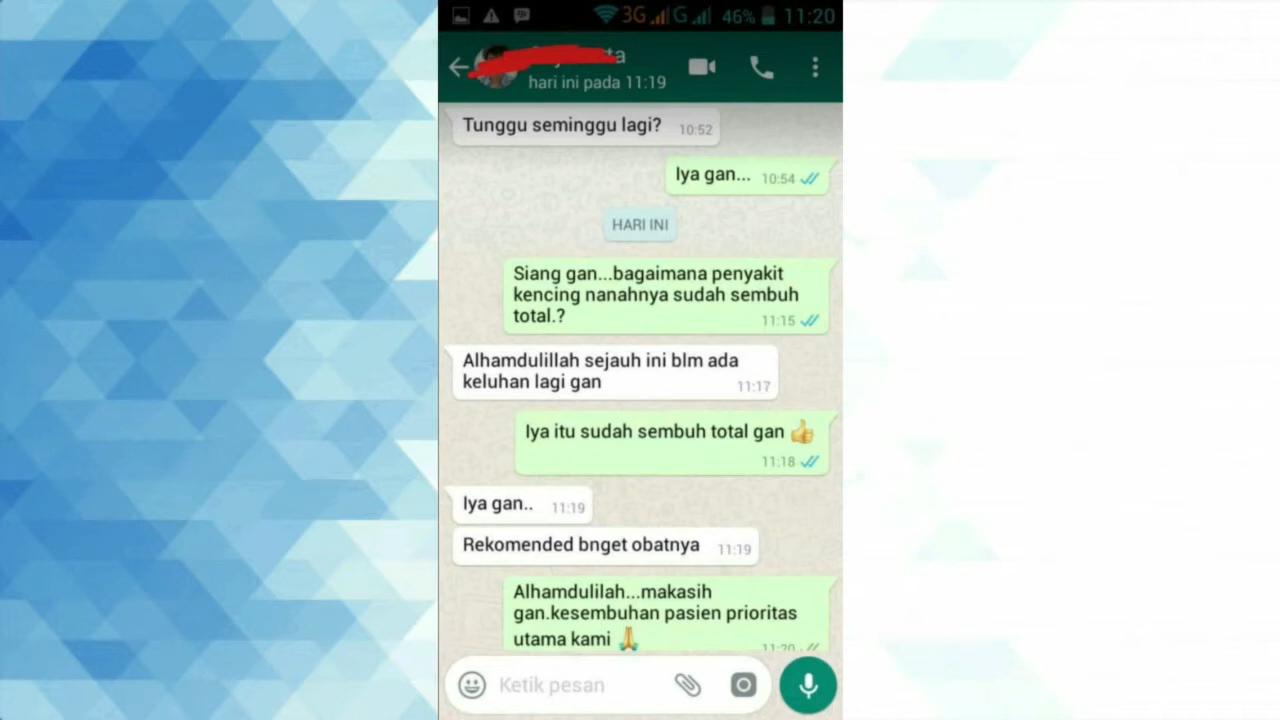 3G G 46% 11:20
hari ini pada 11:19
Tunggu seminggu lagi? 10:52
Iya gan... 10:54
HARI INI
Siang gan...bagaimana penyakit
kencing nanahnya sudah sembuh
total.? 11:15
Alhamdulillah sejauh ini blm ada
keluhan lagi gan 11:17
Iya itu sudah sembuh total gan 👍
11:18
Iya gan.. 11:19
Rekomended bnget obatnya 11:19
Alhamdulilah...makasih
gan.kesembuhan pasien prioritas
utama kami 🙏 11:20
Ketik pesan